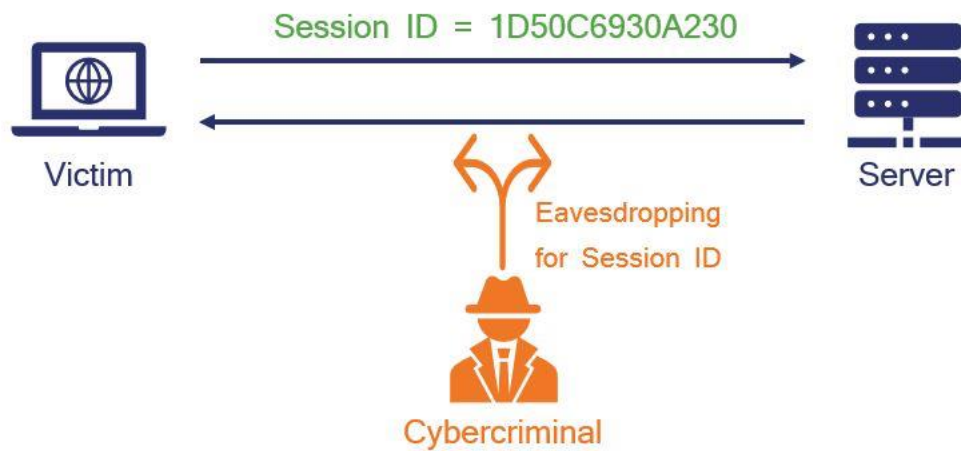 Session ID = 1D50C6930A230
Victim
Server
Eavesdropping
for Session ID
Cybercriminal